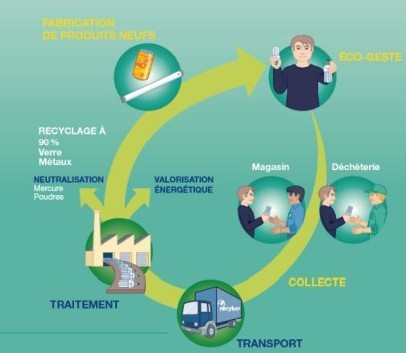 FABRICATION
DE PRODUITS NEUFS
ÉCO-GESTE
RECYCLAGE À
90 %
Verre
Métaux
NEUTRALISATION
Mercure
Poudres
VALORISATION
ÉNERGÉTIQUE
Magasin
Déchèterie
COLLECTE
TRAITEMENT
récylum
TRANSPORT